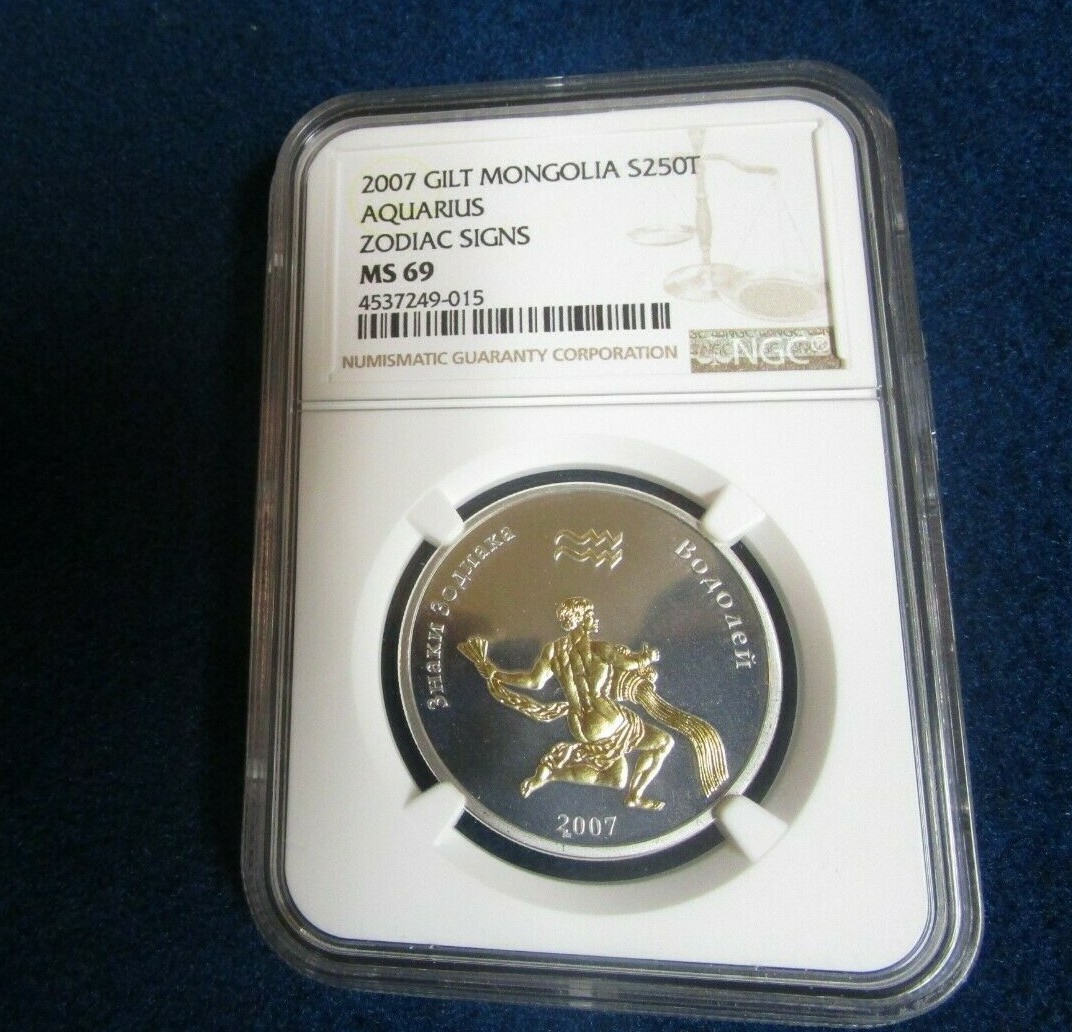 2007 GILT MONGOLIA S250T
AQUARIUS
ZODIAC SIGNS
MS 69
4537249-015
NUMISMATIC GUARANTY CORPORATION
NGC®
Знаки Зодиака
Водолей
2007